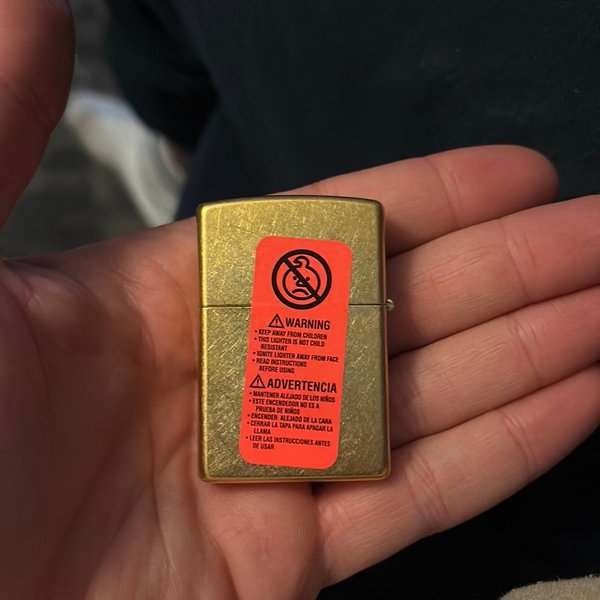 ⚠ WARNING
• KEEP AWAY FROM CHILDREN
• THIS LIGHTER IS NOT CHILD
RESISTANT
• IGNITE LIGHTER AWAY FROM FACE
• READ INSTRUCTIONS
BEFORE USING
⚠ ADVERTENCIA
• MANTENER ALEJADO DE LOS NIÑOS
• ESTE ENCENDEDOR NO ES A
PRUEBA DE NIÑOS
• ENCENDER ALEJADO DE LA CARA
• CERRAR LA TAPA PARA APAGAR LA
LLAMA
• LEER LAS INSTRUCCIONES ANTES
DE USAR